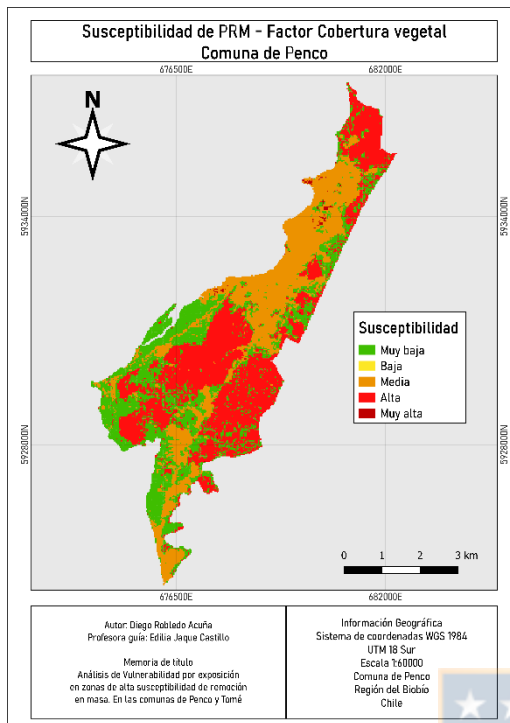 Susceptibilidad de PRM - Factor Cobertura vegetal
Comuna de Penco
676500E
682000E
N
5934000N
5934000N
Susceptibilidad
Muy baja
Baja
Media
Alta
Muy alta
5928000N
5928000N
0 1 2 3 km
676500E
682000E
Autor: Diego Robledo Acuña
Profesora guía: Edilia Jaque Castillo
Memoria de título
Análisis de Vulnerabilidad por exposición
en zonas de alta susceptibilidad de remoción
en masa. En las comunas de Penco y Tomé
Información Geográfica
Sistema de coordenadas WGS 1984
UTM 18 Sur
Escala 1:60000
Comuna de Penco
Región del Biobío
Chile